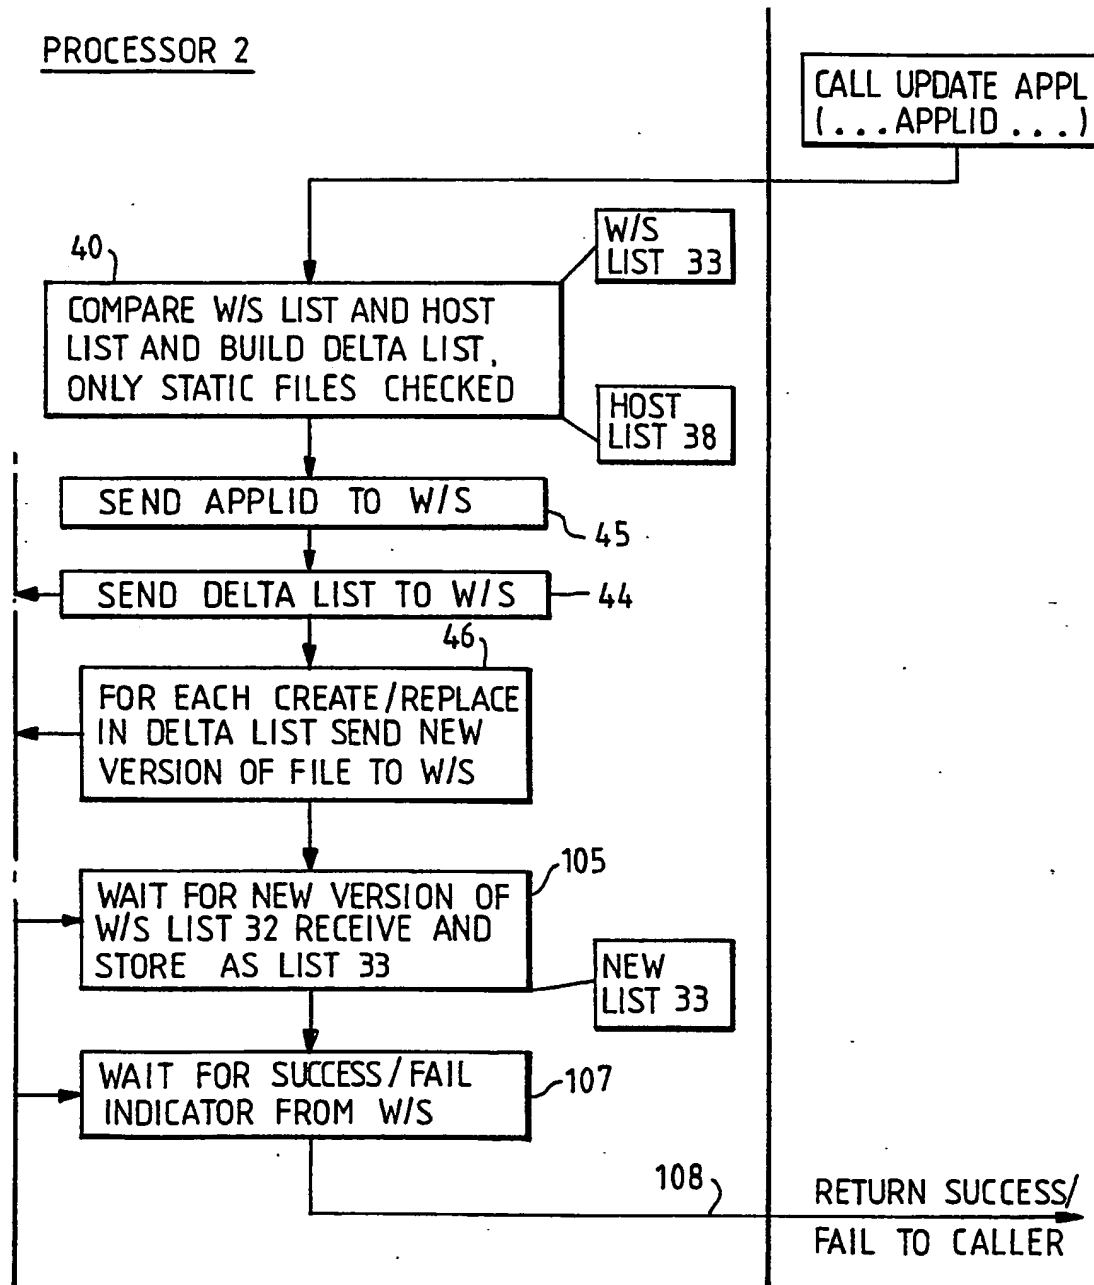 PROCESSOR 2
CALL UPDATE APPL
(...APPLID...)
W/S
LIST 33
40
COMPARE W/S LIST AND HOST
LIST AND BUILD DELTA LIST,
ONLY STATIC FILES CHECKED
HOST
LIST 38
SEND APPLID TO W/S
45
SEND DELTA LIST TO W/S
44
46
FOR EACH CREATE/REPLACE
IN DELTA LIST SEND NEW
VERSION OF FILE TO W/S
105
WAIT FOR NEW VERSION OF
W/S LIST 32 RECEIVE AND
STORE AS LIST 33
NEW
LIST 33
WAIT FOR SUCCESS/FAIL
INDICATOR FROM W/S
107
108
RETURN SUCCESS/
FAIL TO CALLER